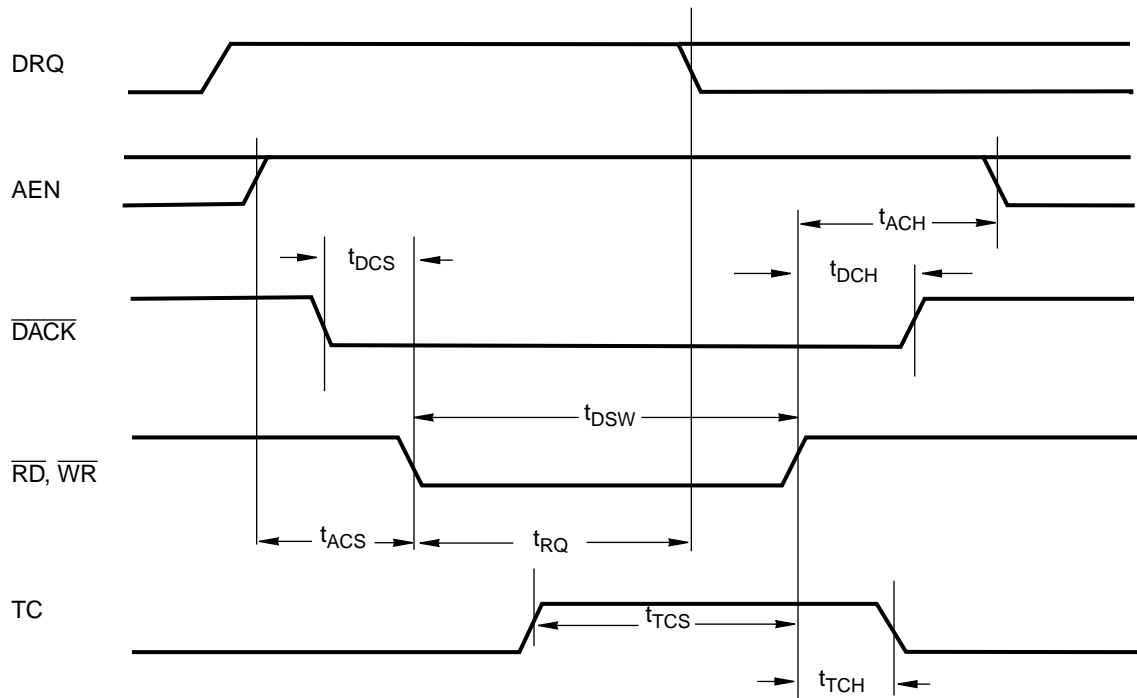 DRQ
AEN
tACH
tDCS
tDCH
DACK
tDSW
RD, WR
tACS
tRQ
TC
tTCS
tTCH